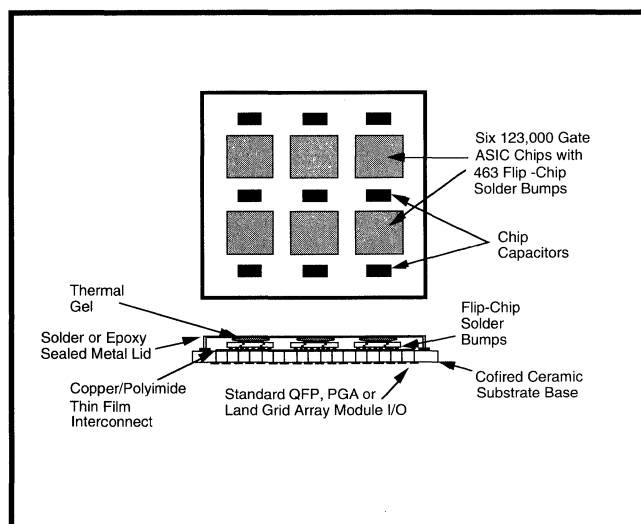 Six 123,000 Gate
ASIC Chips with
463 Flip -Chip
Solder Bumps
Chip
Capacitors
Thermal
Gel
Flip-Chip
Solder
Bumps
Solder or Epoxy
Sealed Metal Lid
Copper/Polyimide
Thin Film
Interconnect
Standard QFP, PGA or
Land Grid Array Module I/O
Cofired Ceramic
Substrate Base